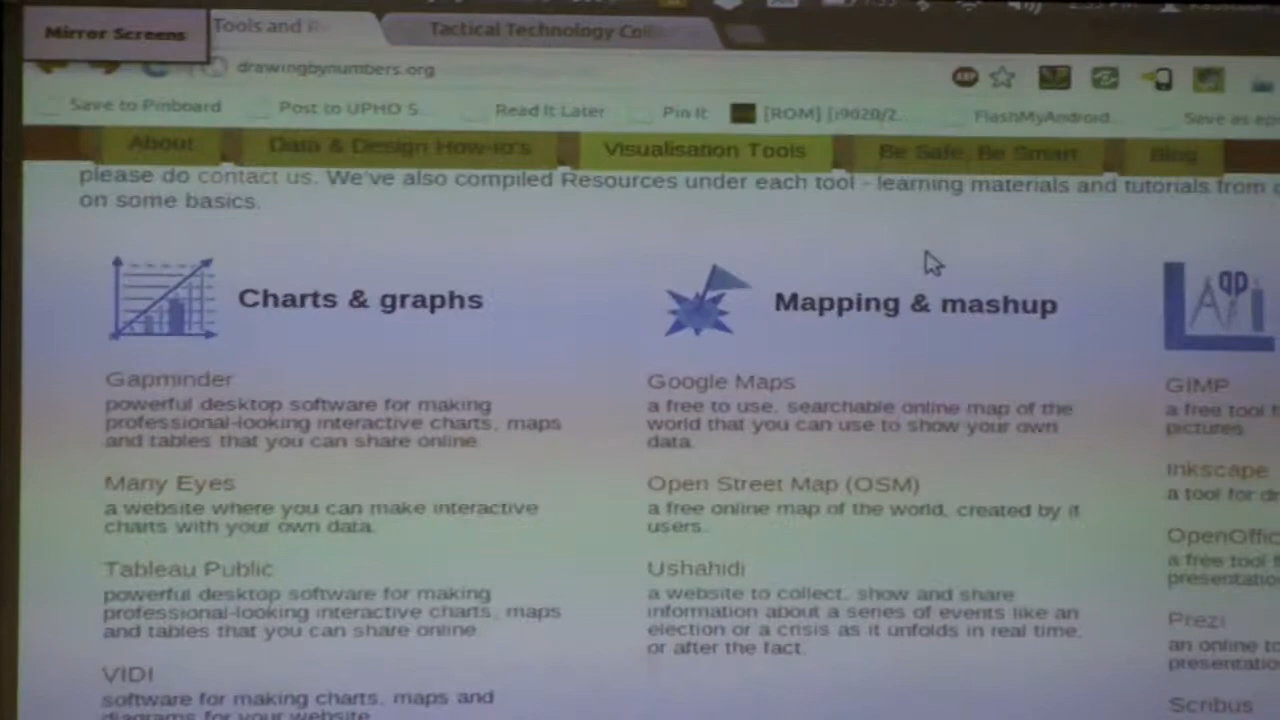 Mirror Screens
Tools and
Tactical Technology Coll
drawingbynumbers.org
Save to Pinboard
Post to UPHO S...
Read It Later
Pin It
[ROM] [i9020/2...
FlashMyAndroid...
Save as
About
Data & Design How-to's
Visualisation Tools
Be Safe, Be Smart
Blog
please do contact us. We've also compiled Resources under each tool - learning materials and tutorials from
on some basics.
Charts & graphs
Gapminder
powerful desktop software for making
professional-looking interactive charts, maps
and tables that you can share online.
Many Eyes
a website where you can make interactive
charts with your own data.
Tableau Public
powerful desktop software for making
professional-looking interactive charts, maps
and tables that you can share online.
VIDI
software for making charts, maps and
diagrams for your website
Mapping & mashup
Google Maps
a free to use, searchable online map of the
world that you can use to show your own
data.
Open Street Map (OSM)
a free online map of the world, created by it
users.
Ushahidi
a website to collect, show and share
information about a series of events like an
election or a crisis as it unfolds in real time,
or after the fact.
GIMP
a free tool
pictures
Inkscape
a tool for
OpenOffic
a free tool
presentatio
Prezi
an online
presentatio
Scribus